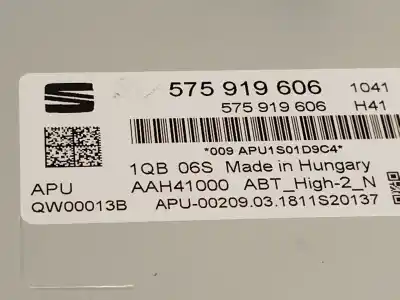 575 919 606 1041
575 919 606 H41
*009 APU1S01D9C4*
1QB 06S Made in Hungary
APU AAH41000 ABT_High-2_N
QW00013B APU-00209.03.1811S20137